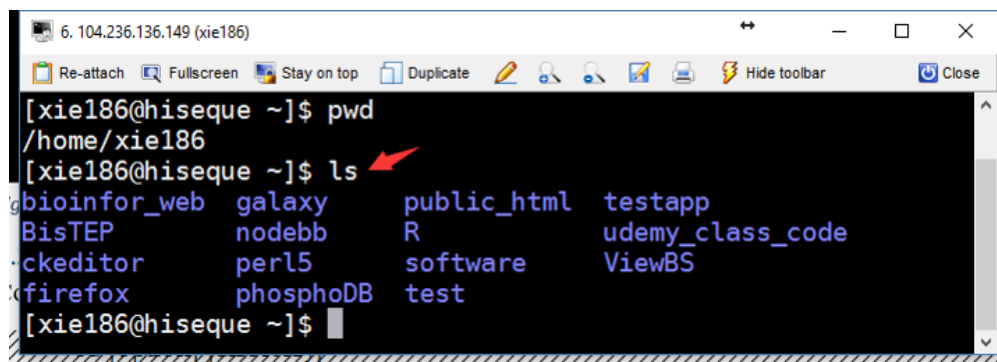 6. 104.236.136.149 (xie186)
Re-attach Fullscreen Stay on top Duplicate Hide toolbar Close
[xie186@hiseque ~]$ pwd
/home/xie186
[xie186@hiseque ~]$ ls
bioinfor_web galaxy public_html testapp
BisTEP nodebb R udemy_class_code
ckeditor perl5 software ViewBS
firefox phosphoDB test
[xie186@hiseque ~]$